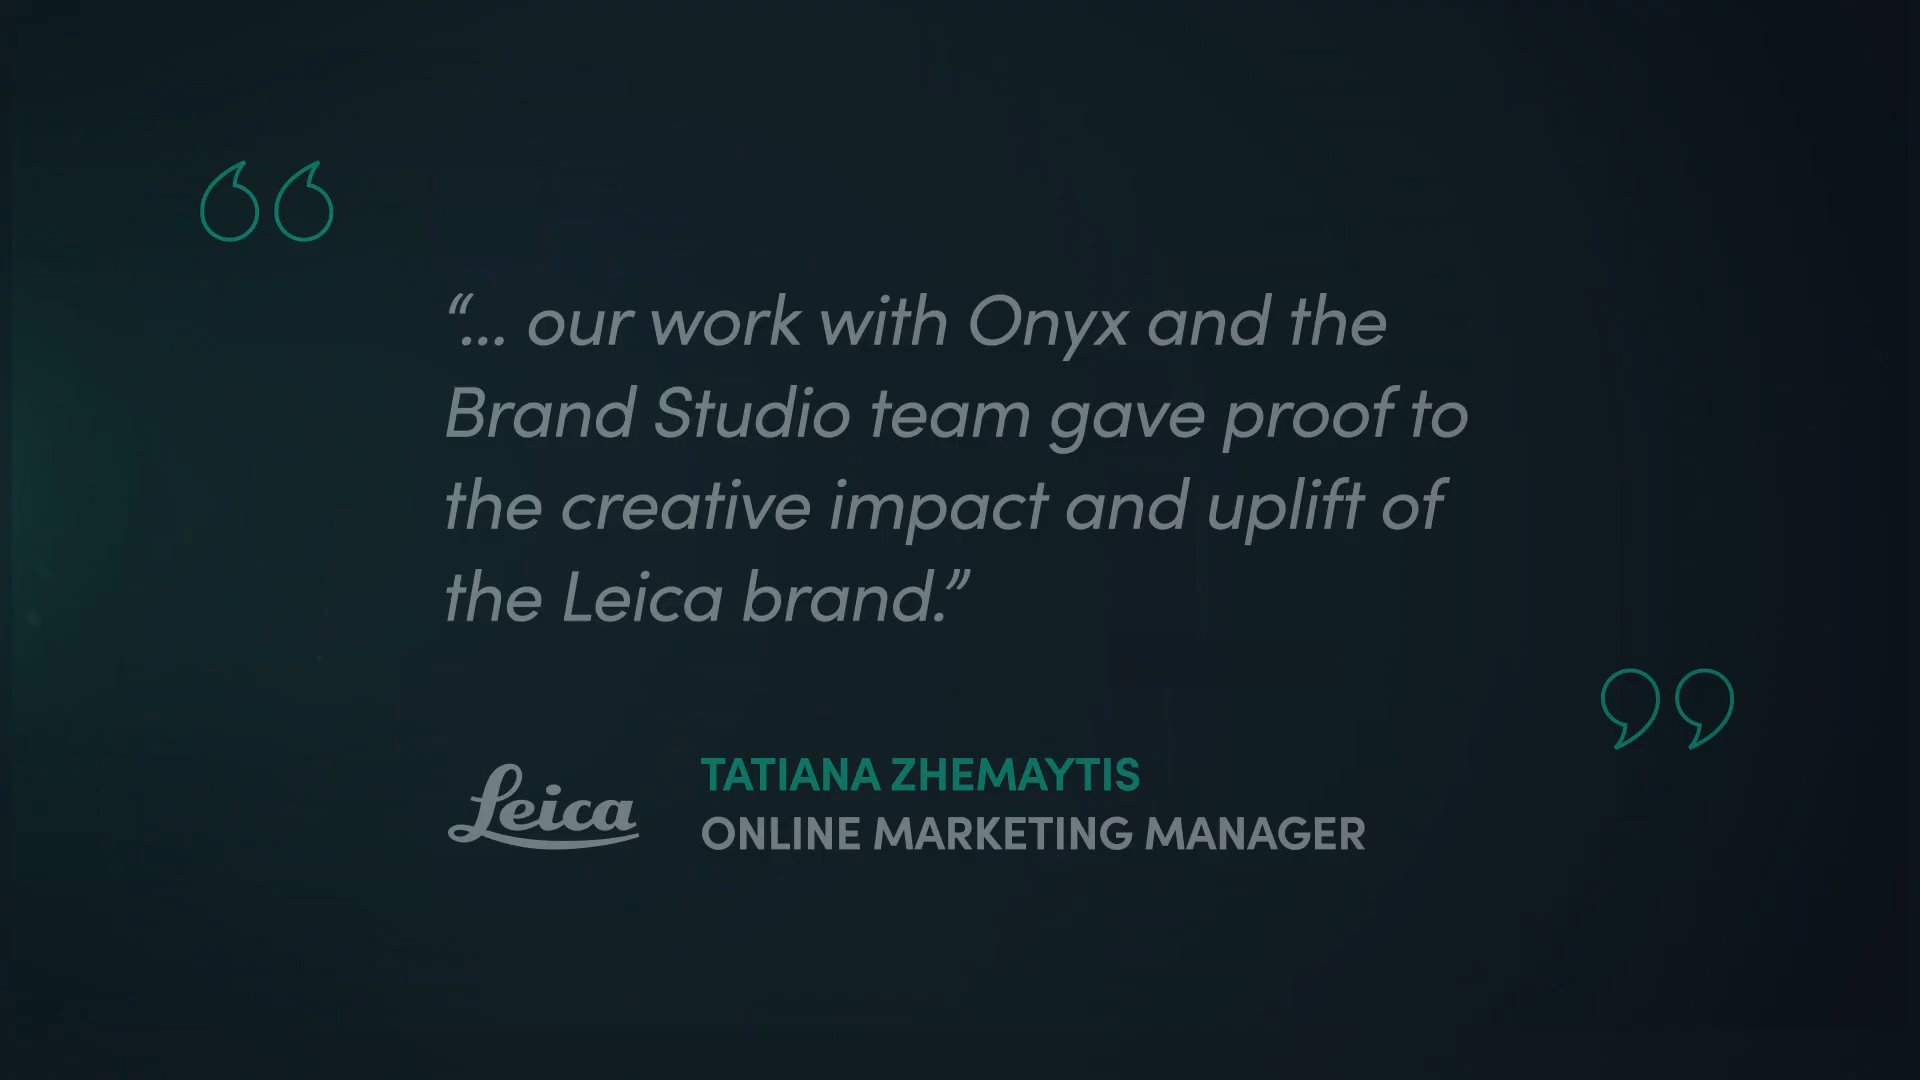 “... our work with Onyx and the
Brand Studio team gave proof to
the creative impact and uplift of
the Leica brand.”
Leica
TATIANA ZHEMAYTIS
ONLINE MARKETING MANAGER